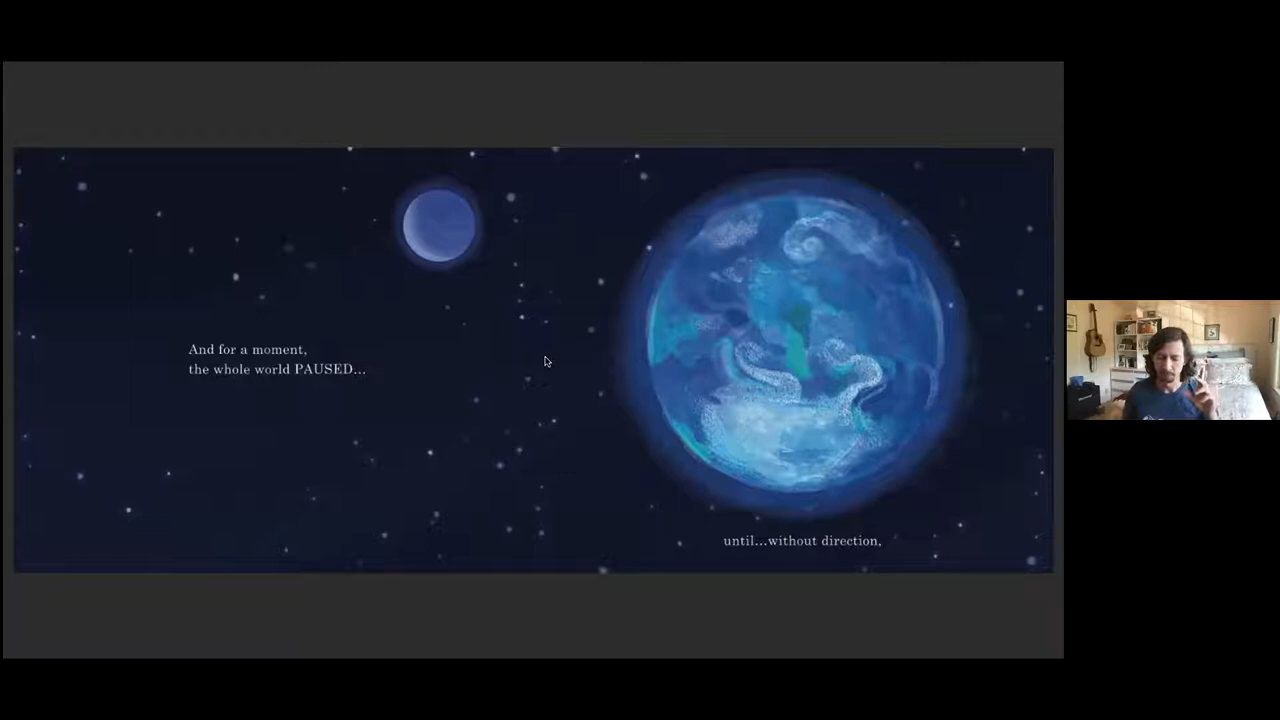 And for a moment,
the whole world PAUSED...
until...without direction,